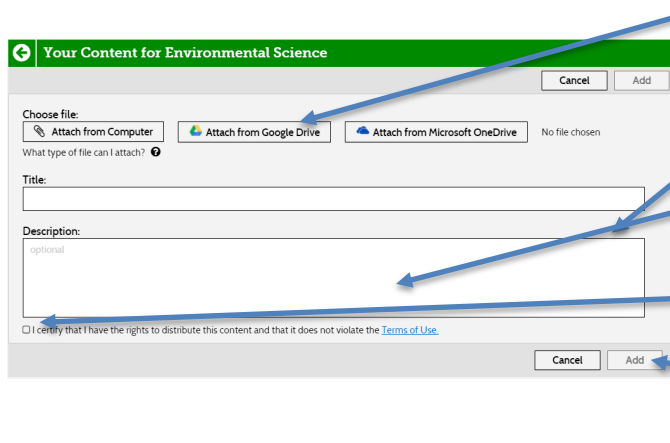 Your Content for Environmental Science
Cancel Add
Choose file:
Attach from Computer Attach from Google Drive Attach from Microsoft OneDrive No file chosen
What type of file can I attach? ?
Title:
Description:
optional
I certify that I have the rights to distribute this content and that it does not violate the Terms of Use.
Cancel Add